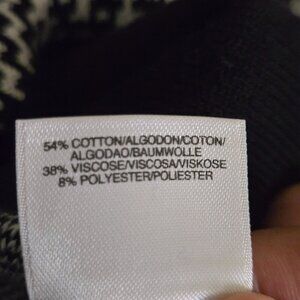 54% COTTON/ALGODON/COTON/
ALGODAO/BAUMWOLLE
38% VISCOSE/VISCOSA/VISKOSE
8% POLYESTER/POLIESTER